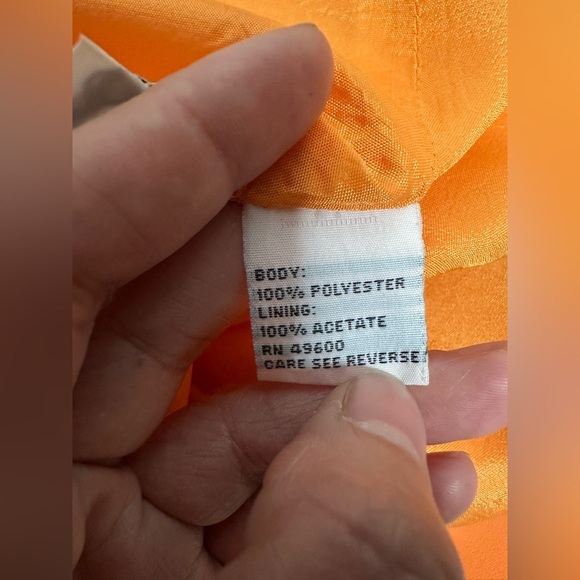 BODY:
100% POLYESTER
LINING:
100% ACETATE
RN 49600
CARE SEE REVERSE